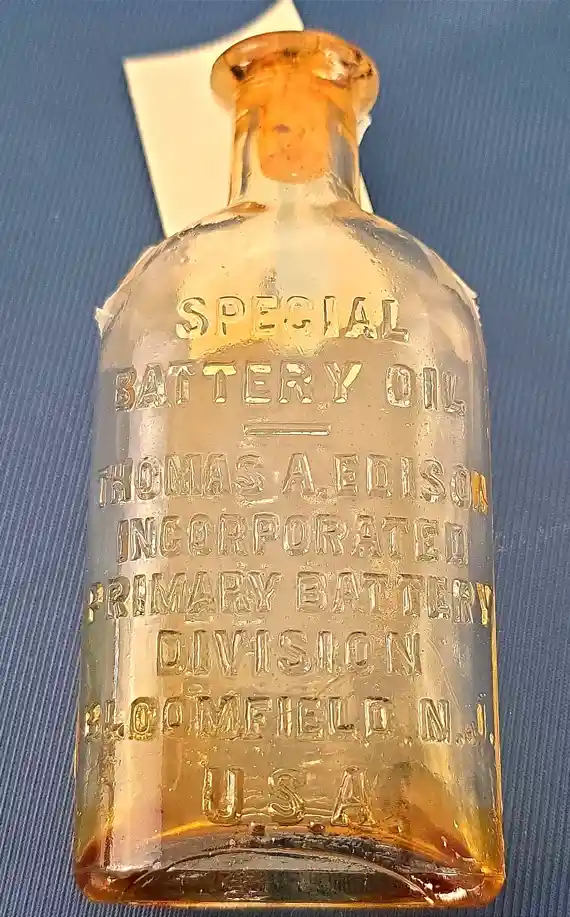 SPECIAL
BATTERY OIL
THOMAS A. EDISON
INCORPORATED
PRIMARY BATTERY
DIVISION
BLOOMFIELD, N.J.
U.S.A.